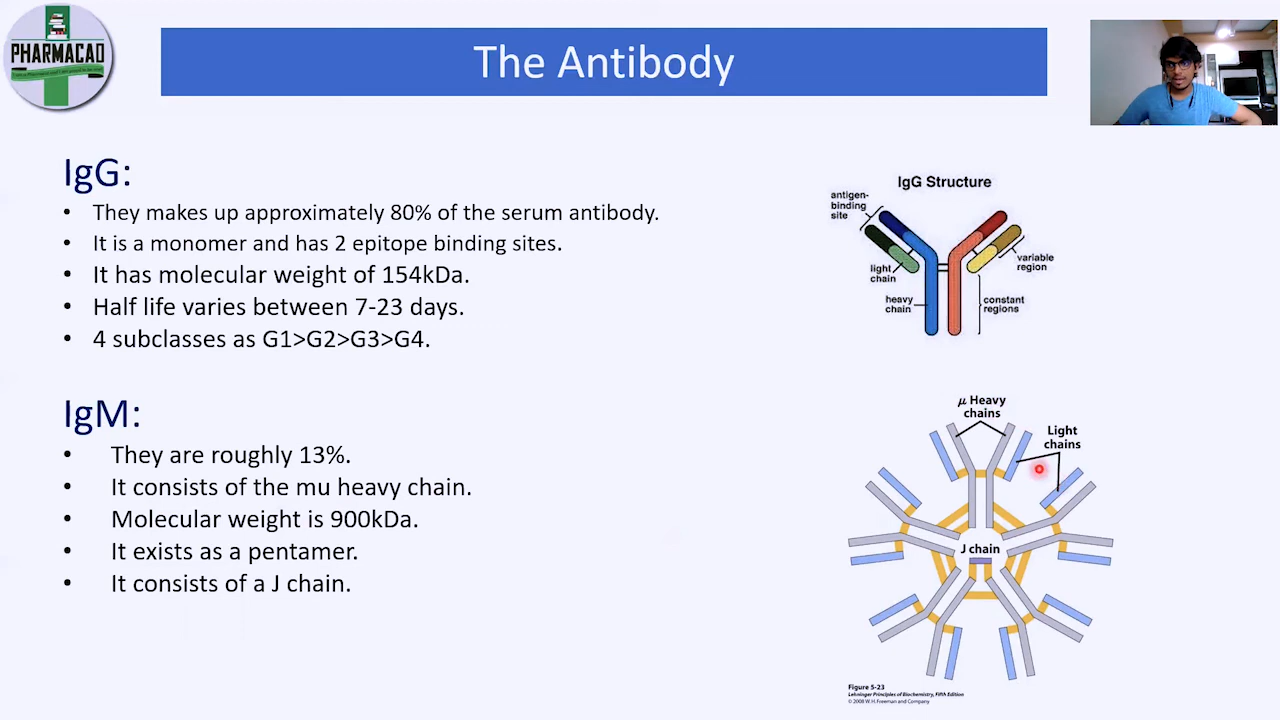 PHARMACAD
The Antibody
IgG:
• They makes up approximately 80% of the serum antibody.
• It is a monomer and has 2 epitope binding sites.
• It has molecular weight of 154kDa.
• Half life varies between 7-23 days.
• 4 subclasses as G1>G2>G3>G4.
IgM:
• They are roughly 13%.
• It consists of the mu heavy chain.
• Molecular weight is 900kDa.
• It exists as a pentamer.
• It consists of a J chain.
IgG Structure
antigen-
binding
site
light
chain
heavy
chain
variable
region
constant
regions
μ Heavy
chains
Light
chains
J chain
Figure 5-23
Lehninger Principles of Biochemistry, Fifth Edition
© 2008 W. H. Freeman and Company